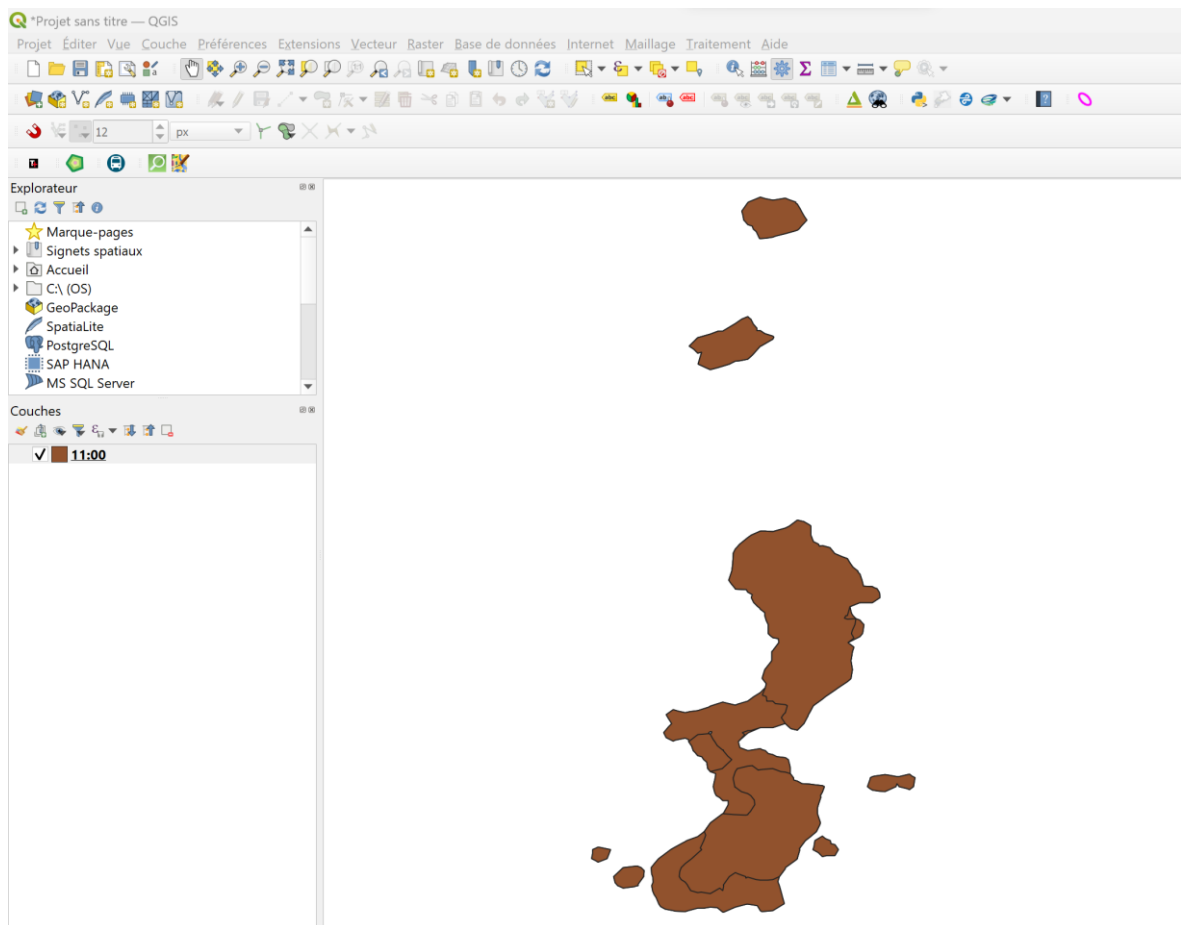 *Projet sans titre — QGIS
Projet Éditer Vue Couche Préférences Extensions Vecteur Raster Base de données Internet Maillage Traitement Aide
12 px
Explorateur
Marque-pages
Signets spatiaux
Accueil
C:\ (OS)
GeoPackage
SpatiaLite
PostgreSQL
SAP HANA
MS SQL Server
Couches
11:00